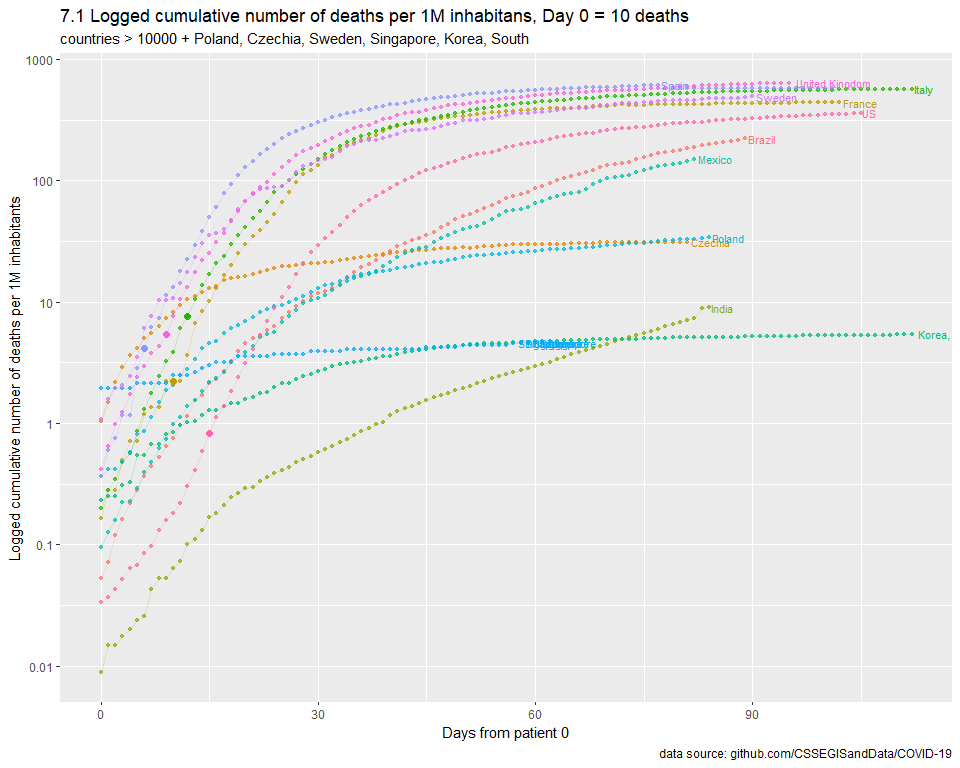 7.1 Logged cumulative number of deaths per 1M inhabitans, Day 0 = 10 deaths
countries > 10000 + Poland, Czechia, Sweden, Singapore, Korea, South
1000
100
10
1
0.1
0.01
Logged cumulative number of deaths per 1M inhabitants
Spain
United Kingdom
Italy
Sweden
France
US
Brazil
Mexico
Poland
Czechia
India
Korea,
0
30
60
90
Days from patient 0
data source: github.com/CSSEGISandData/COVID-19